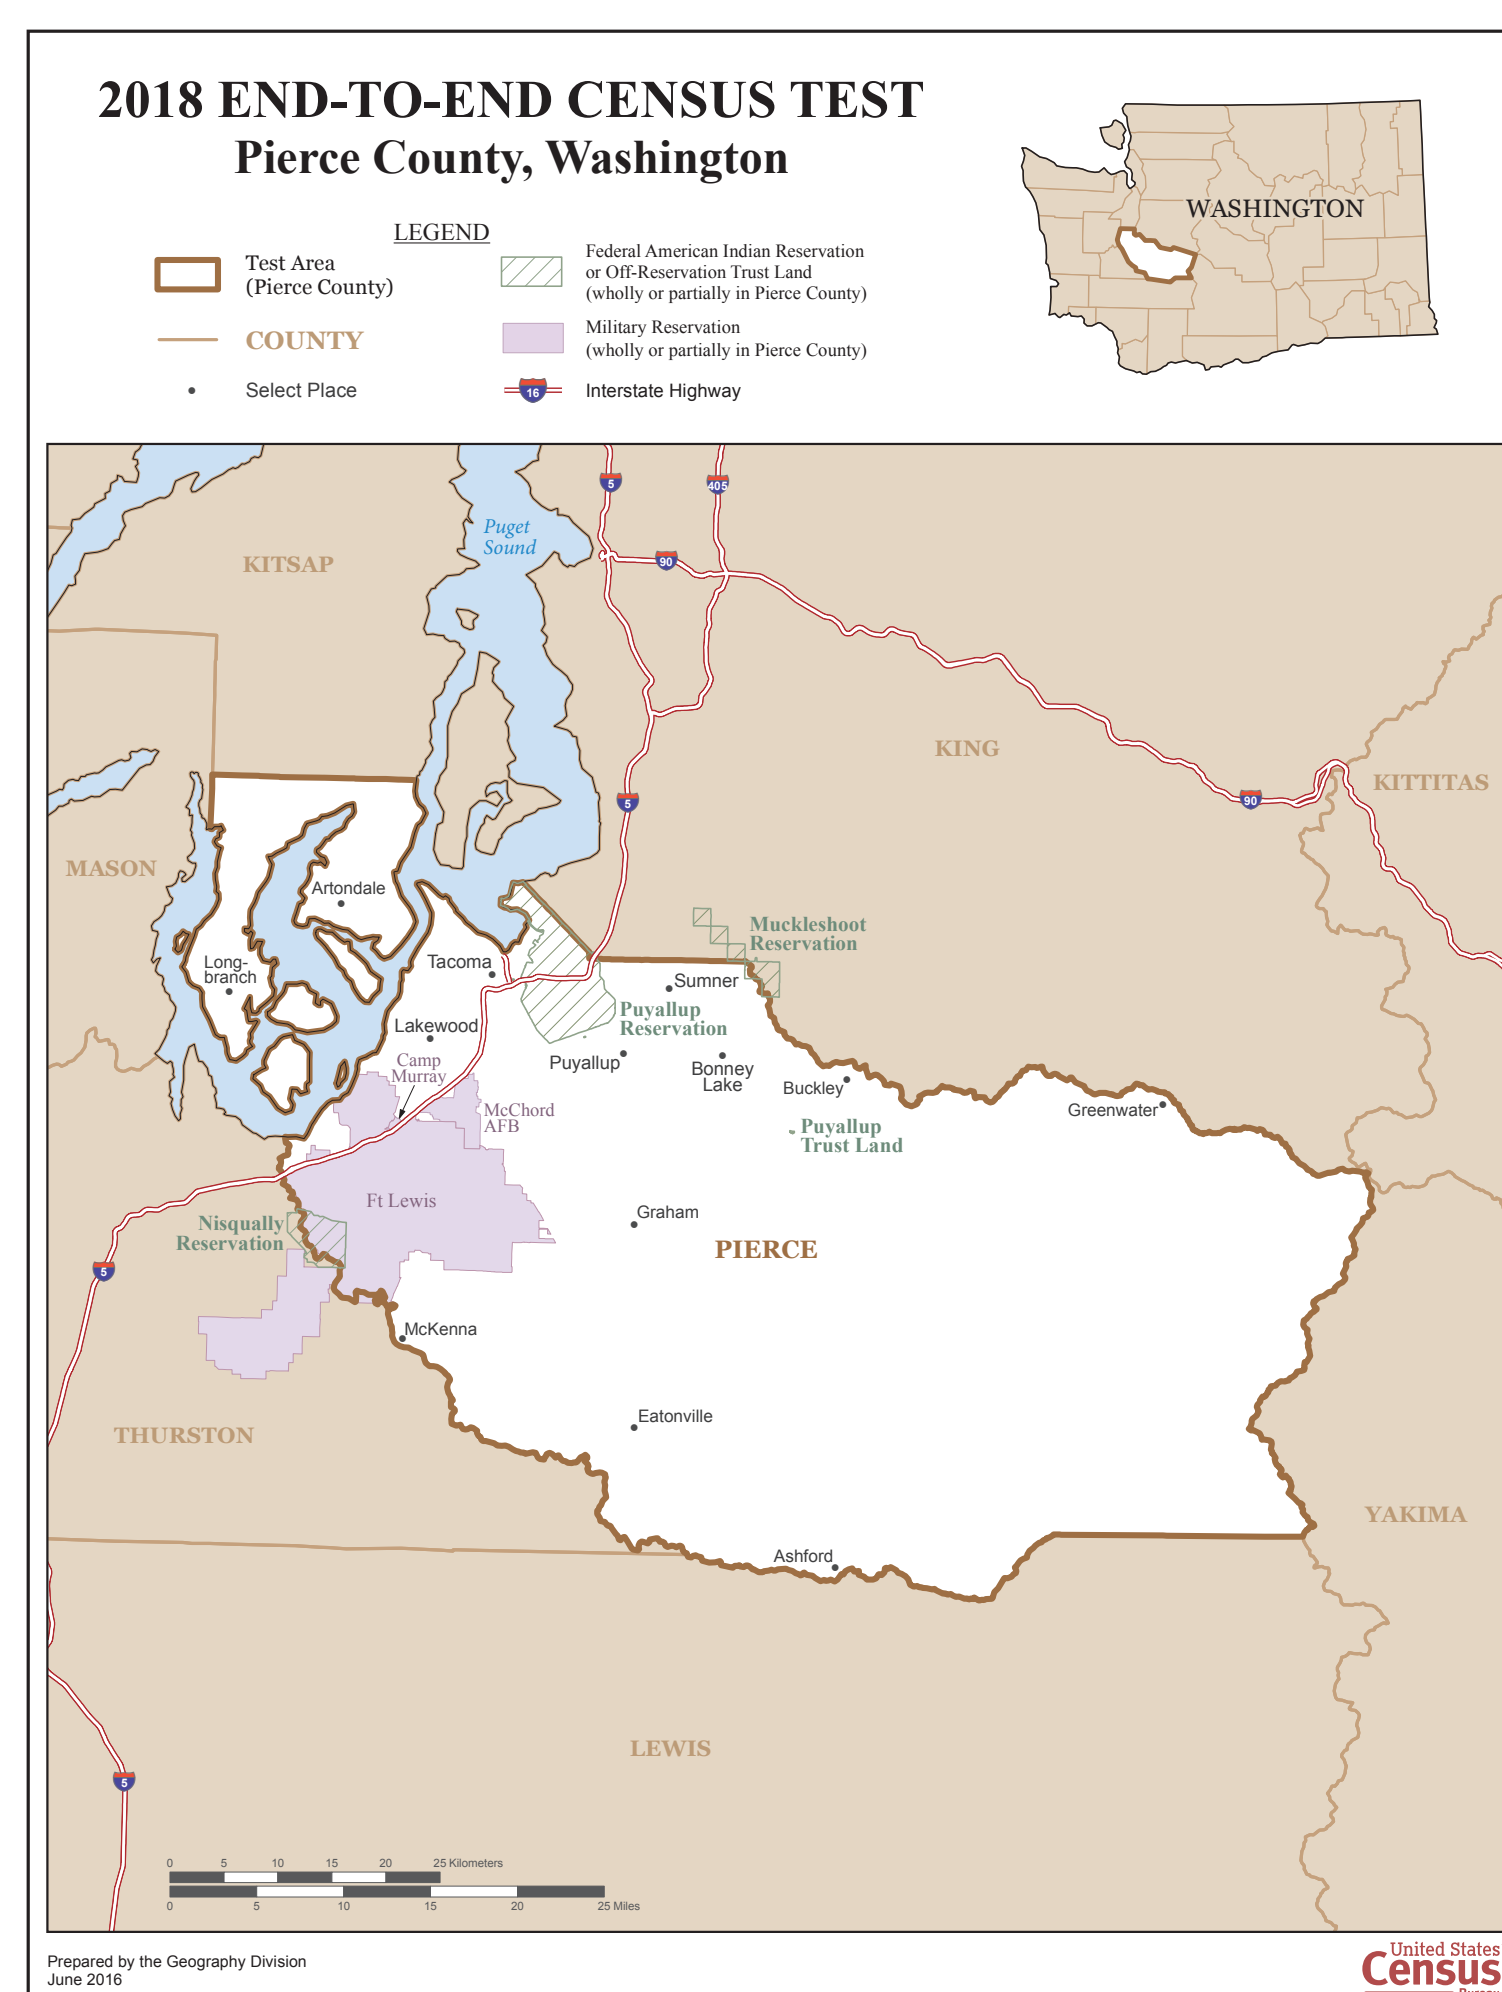 2018 END-TO-END CENSUS TEST
Pierce County, Washington
LEGEND
Test Area
(Pierce County)
COUNTY
Select Place
Federal American Indian Reservation
or Off-Reservation Trust Land
(wholly or partially in Pierce County)
Military Reservation
(wholly or partially in Pierce County)
16
Interstate Highway
WASHINGTON
5
405
Puget
Sound
90
KITSAP
KING
KITTITAS
5
90
MASON
Artondale
Muckleshoot
Reservation
Long-
branch
Tacoma
Sumner
Puyallup
Reservation
Lakewood
Puyallup
Bonney
Lake
Camp
Murray
Buckley
Greenwater
McChord
AFB
Puyallup
Trust Land
Ft Lewis
Graham
Nisqually
Reservation
PIERCE
5
McKenna
Eatonville
THURSTON
YAKIMA
Ashford
LEWIS
5
0 5 10 15 20 25 Kilometers
0 5 10 15 20 25 Miles
Prepared by the Geography Division
June 2016
United States
Census